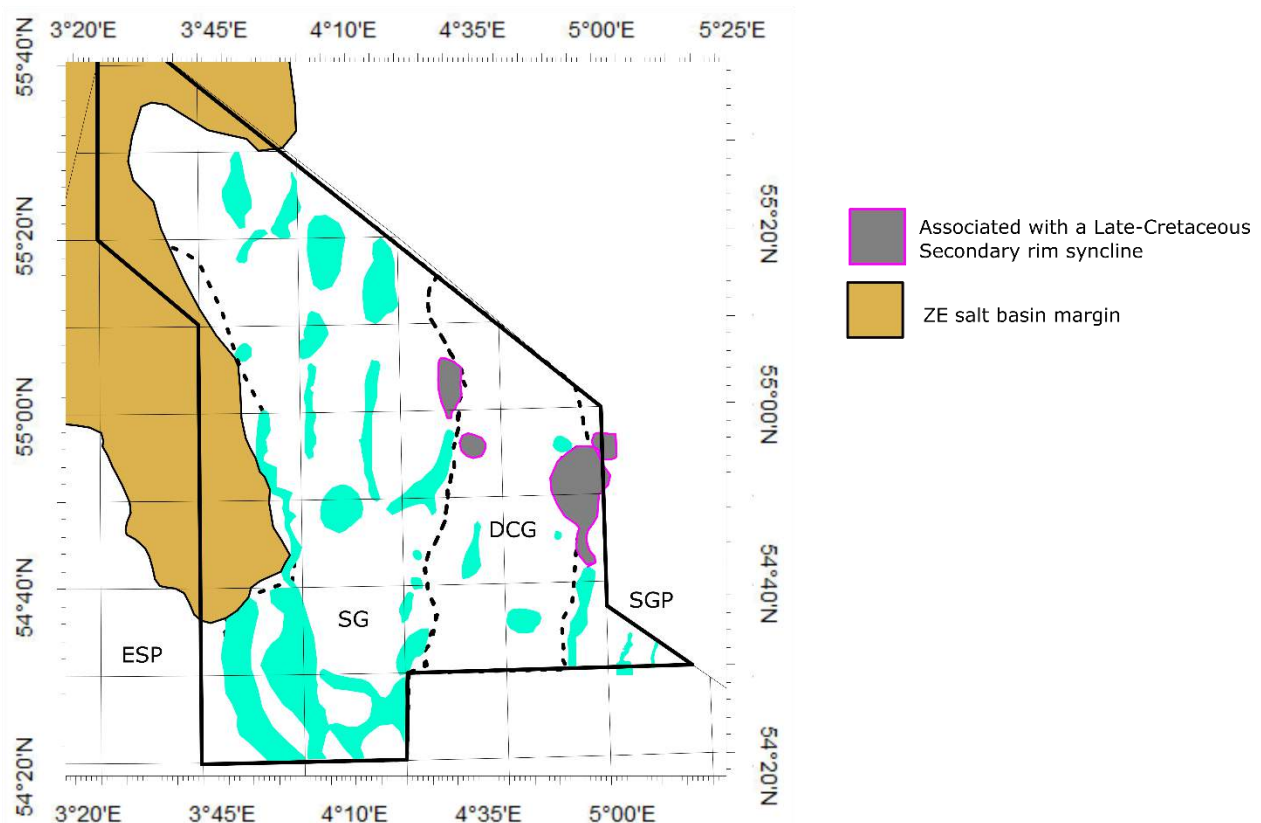 3°20'E 3°45'E 4°10'E 4°35'E 5°00'E 5°25'E
55°40'N
55°20'N
55°00'N
54°40'N
54°20'N
55°20'N
55°00'N
54°40'N
54°20'N
DCG
SGP
SG
ESP
3°20'E 3°45'E 4°10'E 4°35'E 5°00'E
Associated with a Late-Cretaceous
Secondary rim syncline
ZE salt basin margin